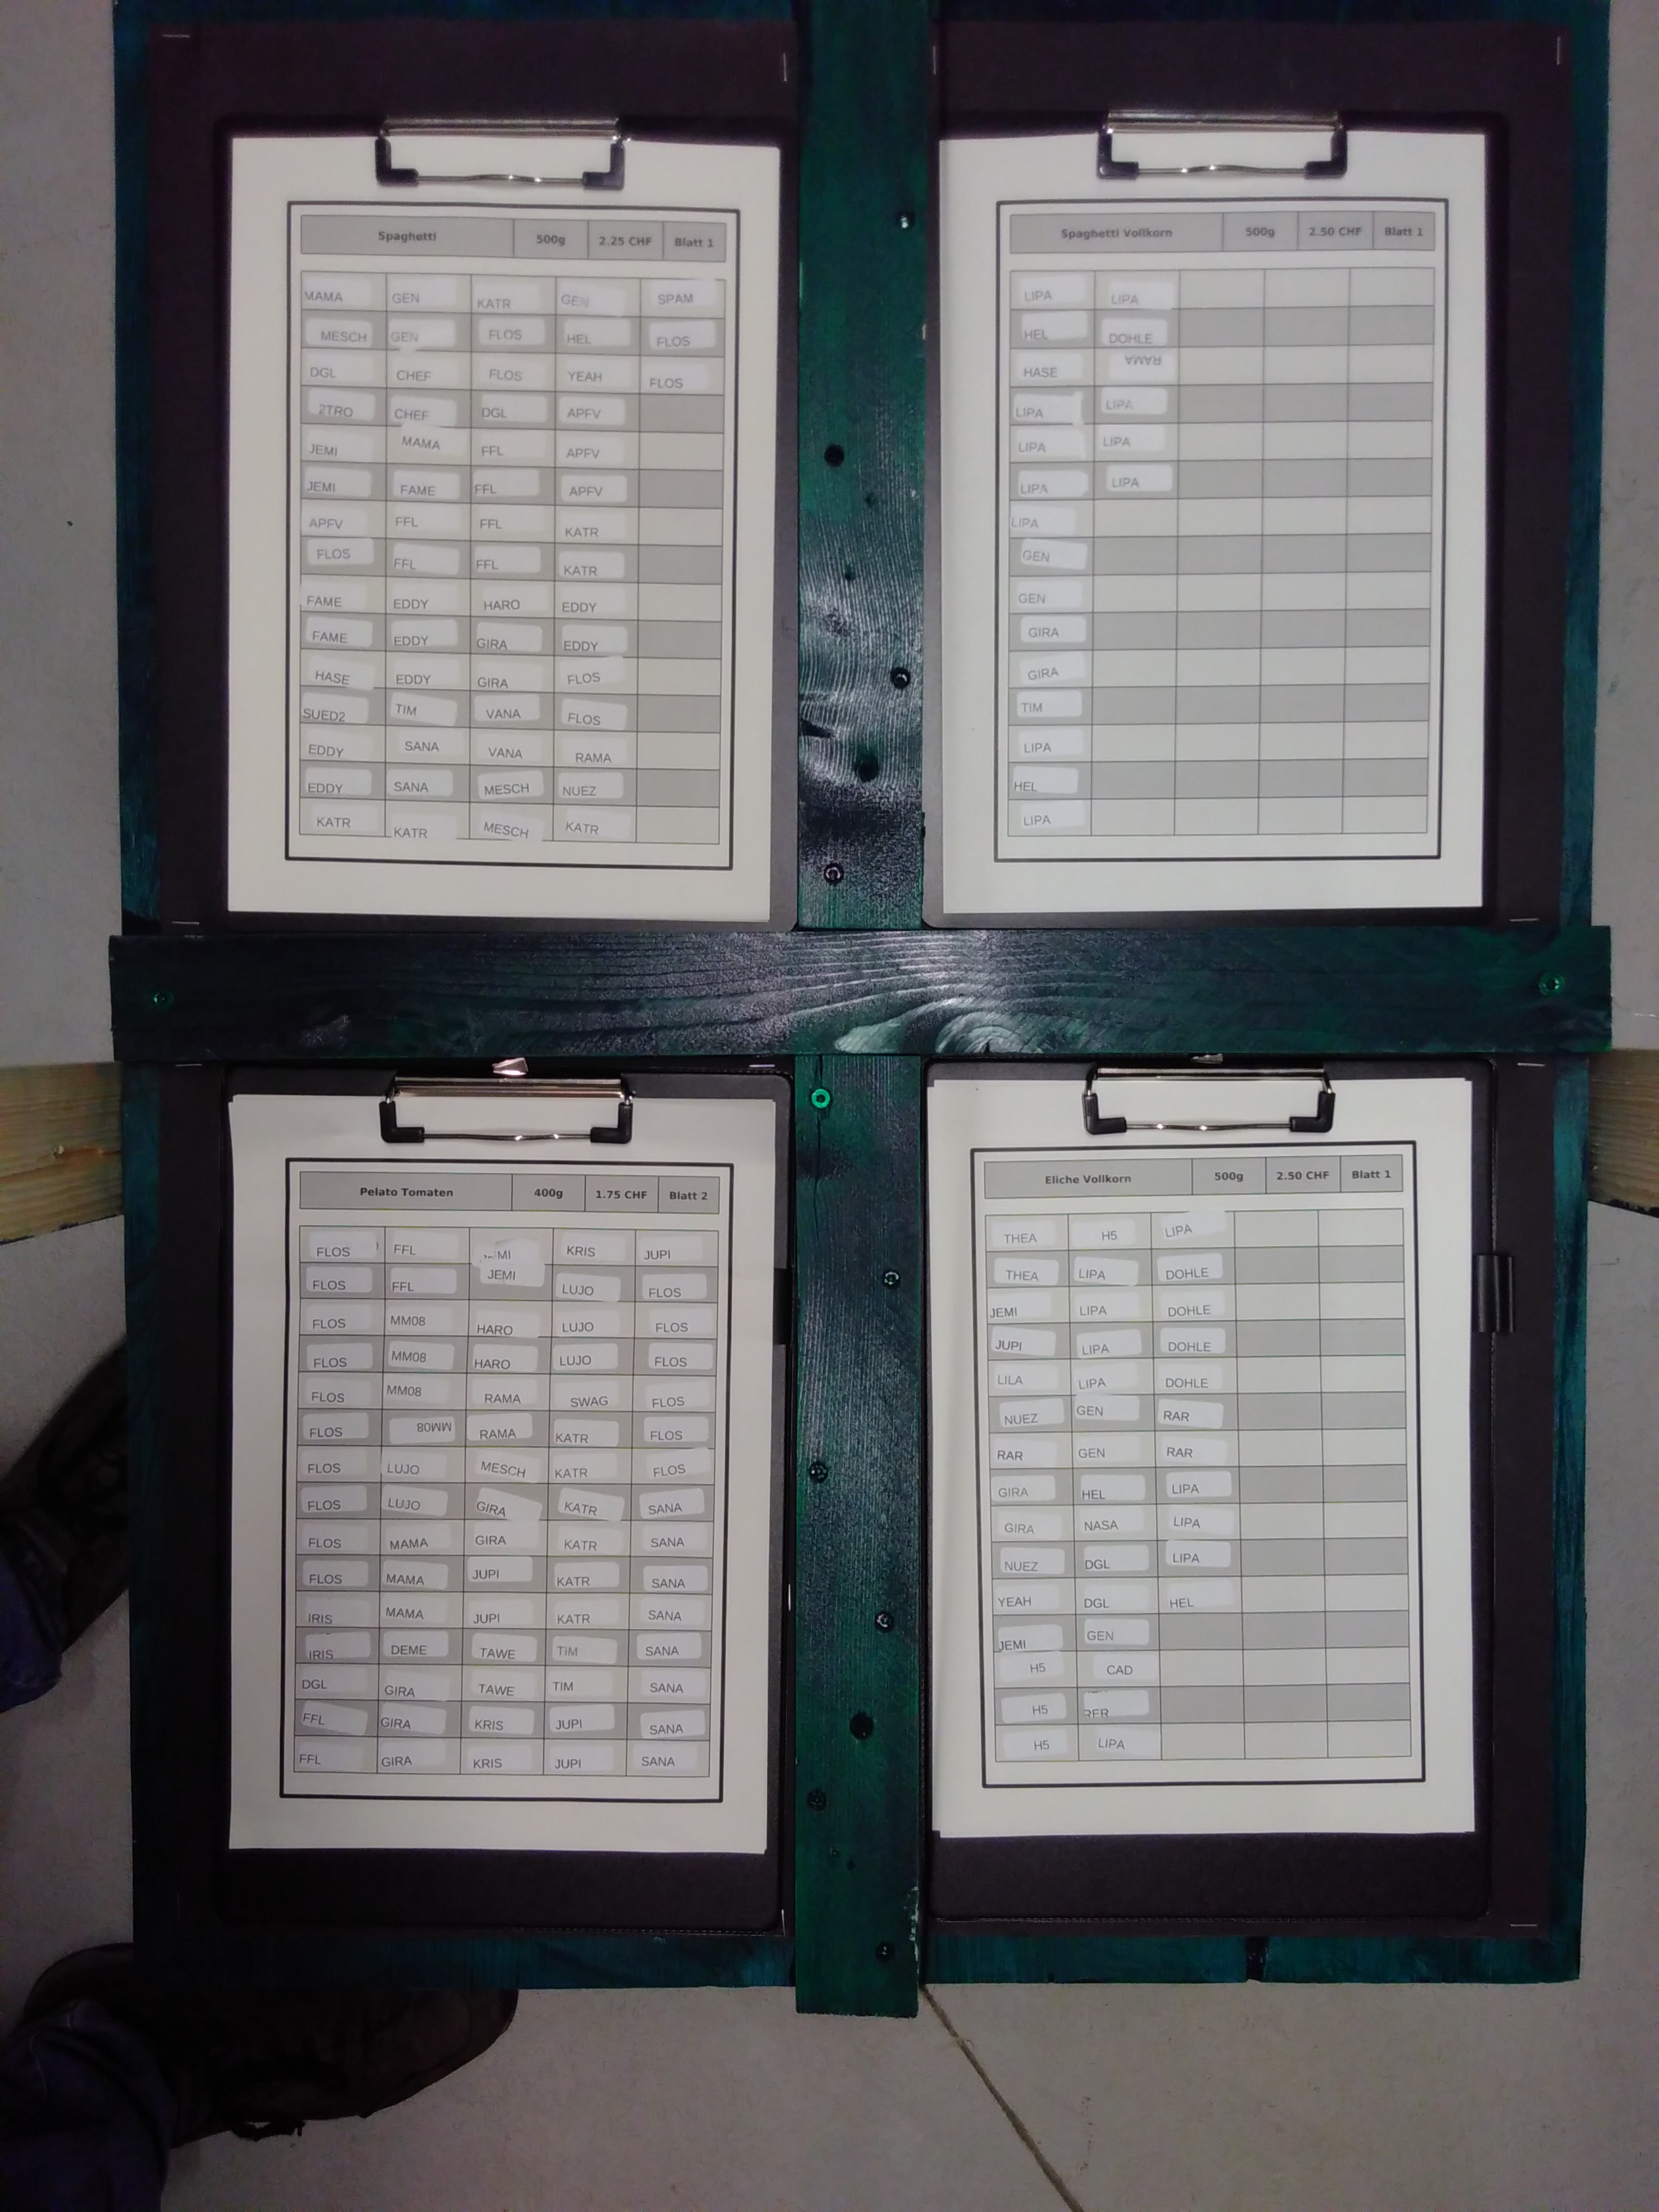 Spaghetti 500g 2.25 CHF Blatt 1
MAMA GEN KATR GEN SPAM
MESCH GEN FLOS HEL FLOS
DGL CHEF FLOS YEAH FLOS
2TRO CHEF DGL APFV
JEMI MAMA FFL APFV
JEMI FAME FFL APFV
APFV FFL FFL KATR
FLOS FFL FFL KATR
FAME EDDY HARO EDDY
FAME EDDY GIRA EDDY
HASE EDDY GIRA FLOS
SUED2 TIM VANA FLOS
EDDY SANA VANA RAMA
EDDY SANA MESCH NUEZ
KATR KATR MESCH KATR
Spaghetti Vollkorn 500g 2.50 CHF Blatt 1
LIPA LIPA
HEL DOHLE
HASE RAMA
LIPA LIPA
LIPA LIPA
LIPA LIPA
LIPA
GEN
GEN
GIRA
GIRA
TIM
LIPA
HEL
LIPA
Pelato Tomaten 400g 1.75 CHF Blatt 2
FLOS FFL KRIS JUPI
FLOS FFL JEMI LUJO FLOS
FLOS MM08 HARO LUJO FLOS
FLOS MM08 HARO LUJO FLOS
FLOS MM08 RAMA SWAG FLOS
FLOS MM08 RAMA KATR FLOS
FLOS LUJO MESCH KATR FLOS
FLOS LUJO GIRA KATR SANA
FLOS MAMA GIRA KATR SANA
FLOS MAMA JUPI KATR SANA
IRIS MAMA JUPI KATR SANA
IRIS DEME TAWE TIM SANA
DGL GIRA TAWE TIM SANA
FFL GIRA KRIS JUPI SANA
FFL GIRA KRIS JUPI SANA
Eliche Vollkorn 500g 2.50 CHF Blatt 1
THEA H5 LIPA
THEA LIPA DOHLE
JEMI LIPA DOHLE
JUPI LIPA DOHLE
LILA LIPA DOHLE
NUEZ GEN RAR
RAR GEN RAR
GIRA HEL LIPA
GIRA NASA LIPA
NUEZ DGL LIPA
YEAH DGL HEL
JEMI GEN
H5 CAD
H5
H5 LIPA